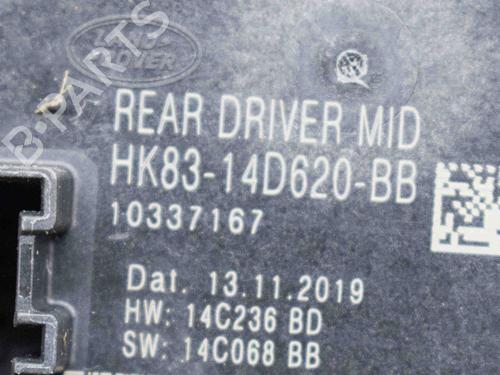 LAND
ROVER
B-PARTS
REAR DRIVER MID
HK83-14D620-BB
10337167
Dat. 13.11.2019
HW: 14C236 BD
SW: 14C068 BB